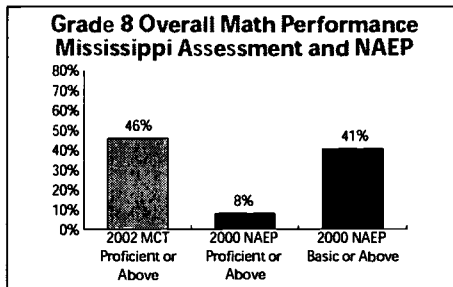 Grade 8 Overall Math Performance
Mississippi Assessment and NAEP
80%
70%
60%
50%
40%
30%
20%
10%
0%
46%
8%
41%
2002 MCT
Proficient or
Above
2000 NAEP
Proficient or
Above
2000 NAEP
Basic or Above